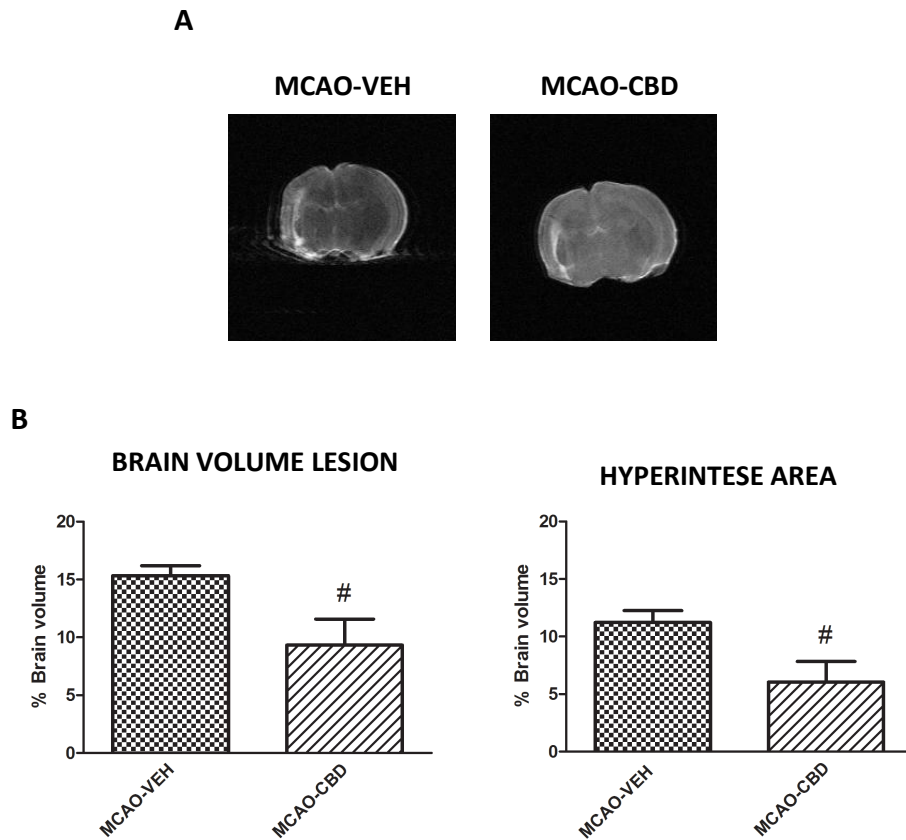 A
MCAO-VEH MCAO-CBD
B
BRAIN VOLUME LESION
% Brain volume
20
15
10
5
0
#
MCAO-VEH
MCAO-CBD
HYPERINTESE AREA
% Brain volume
20
15
10
5
0
#
MCAO-VEH
MCAO-CBD